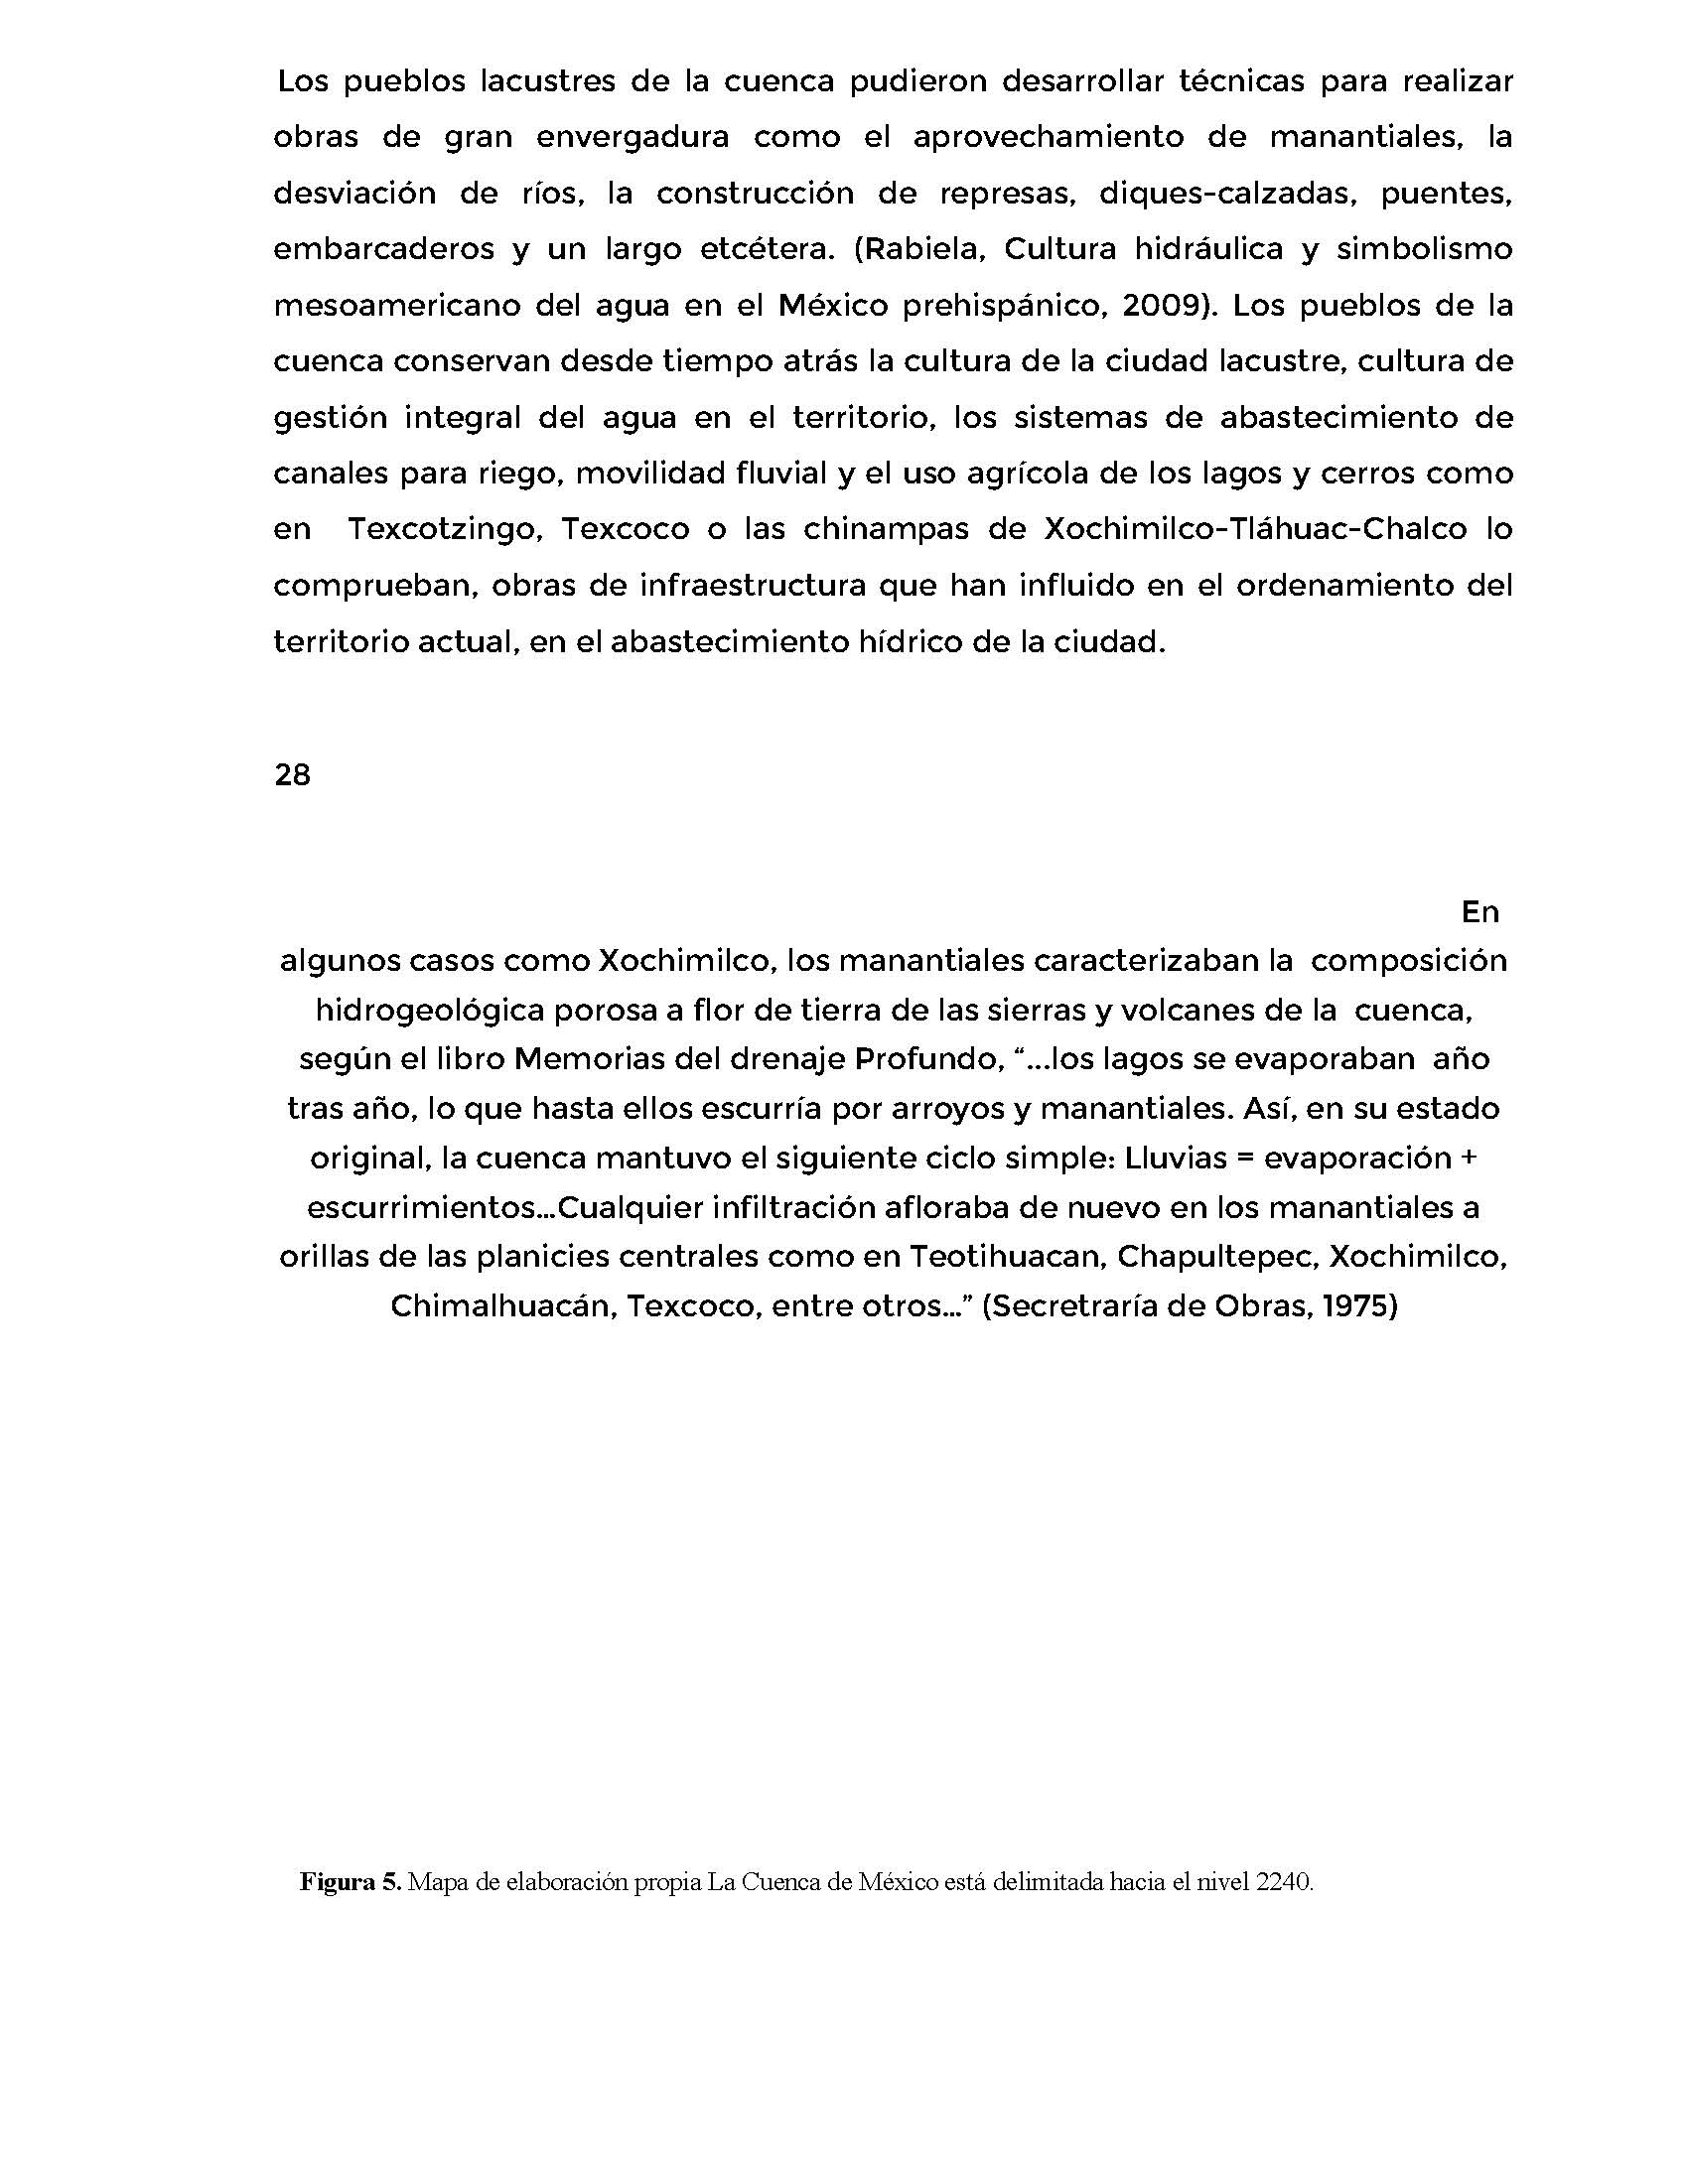 Los pueblos lacustres de la cuenca pudieron desarrollar técnicas para realizar
obras de gran envergadura como el aprovechamiento de manantiales, la
desviación de ríos, la construcción de represas, diques-calzadas, puentes,
embarcaderos y un largo etcétera. (Rabiela, Cultura hidráulica y simbolismo
mesoamericano del agua en el México prehispánico, 2009). Los pueblos de la
cuenca conservan desde tiempo atrás la cultura de la ciudad lacustre, cultura de
gestión integral del agua en el territorio, los sistemas de abastecimiento de
canales para riego, movilidad fluvial y el uso agrícola de los lagos y cerros como
en Texcotzingo, Texcoco o las chinampas de Xochimilco-Tláhuac-Chalco lo
comprueban, obras de infraestructura que han influido en el ordenamiento del
territorio actual, en el abastecimiento hídrico de la ciudad.
28
En
algunos casos como Xochimilco, los manantiales caracterizaban la composición
hidrogeológica porosa a flor de tierra de las sierras y volcanes de la cuenca,
según el libro Memorias del drenaje Profundo, “...los lagos se evaporaban año
tras año, lo que hasta ellos escurría por arroyos y manantiales. Así, en su estado
original, la cuenca mantuvo el siguiente ciclo simple: Lluvias = evaporación +
escurrimientos…Cualquier infiltración afloraba de nuevo en los manantiales a
orillas de las planicies centrales como en Teotihuacan, Chapultepec, Xochimilco,
Chimalhuacán, Texcoco, entre otros…” (Secretraría de Obras, 1975)
Figura 5. Mapa de elaboración propia La Cuenca de México está delimitada hacia el nivel 2240.